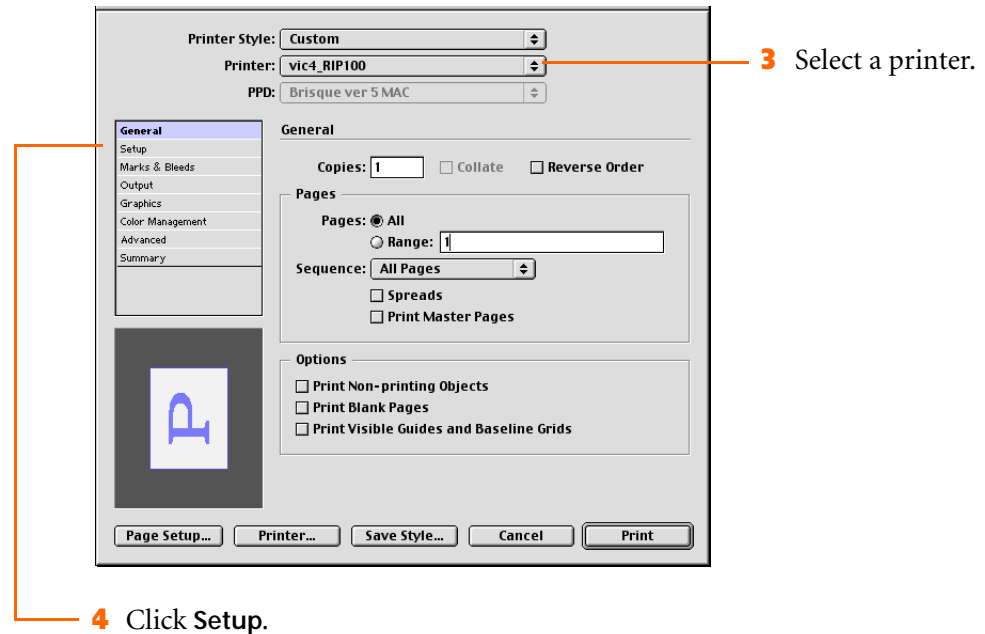 Printer Style: Custom
Printer: vic4_RIP100
3 Select a printer.
PPD: Brisque ver 5 MAC
General
Setup
Marks & Bleeds
Output
Graphics
Color Management
Advanced
Summary
General
Copies: 1 Collate Reverse Order
Pages
Pages: All
Range: 1
Sequence: All Pages
Spreads
Print Master Pages
P
Options
Print Non-printing Objects
Print Blank Pages
Print Visible Guides and Baseline Grids
Page Setup... Printer... Save Style... Cancel Print
4 Click Setup.